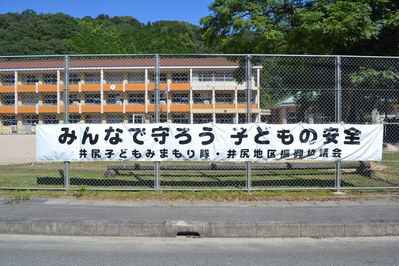 みんなで守ろう 子どもの安全
井尻子どもみまもり隊・井尻地区振興協議会